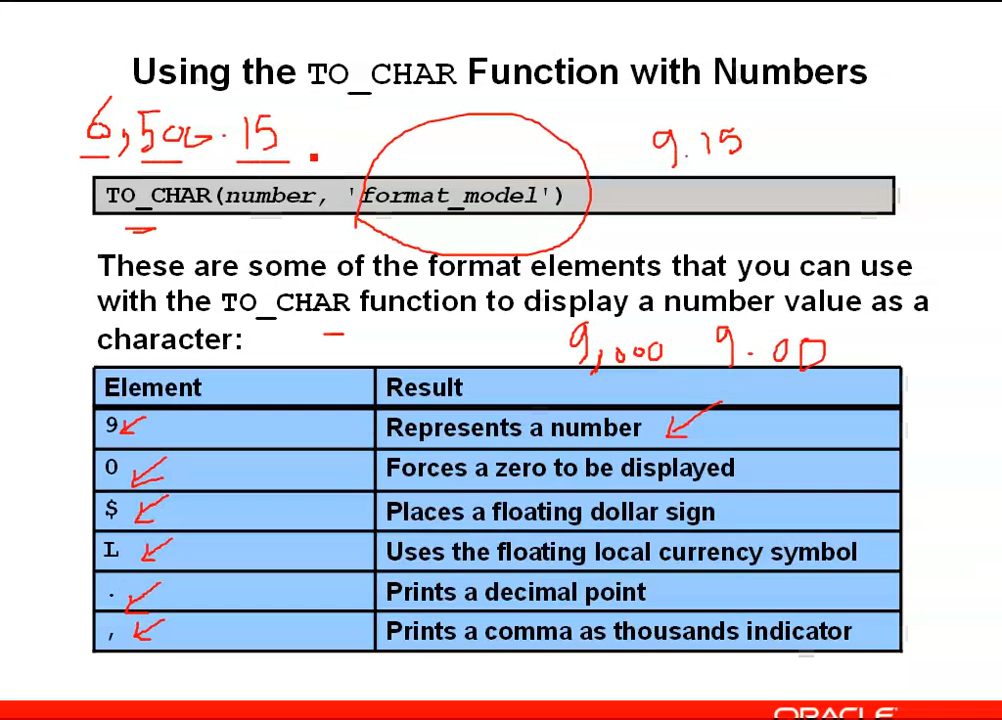 Using the TO_CHAR Function with Numbers
6,500.15 . 9.15
TO_CHAR(number, 'format_model')
These are some of the format elements that you can use
with the TO_CHAR function to display a number value as a
character:
9,000 9.00
Element Result
9 Represents a number
0 Forces a zero to be displayed
$ Places a floating dollar sign
L Uses the floating local currency symbol
. Prints a decimal point
, Prints a comma as thousands indicator
ORACLE